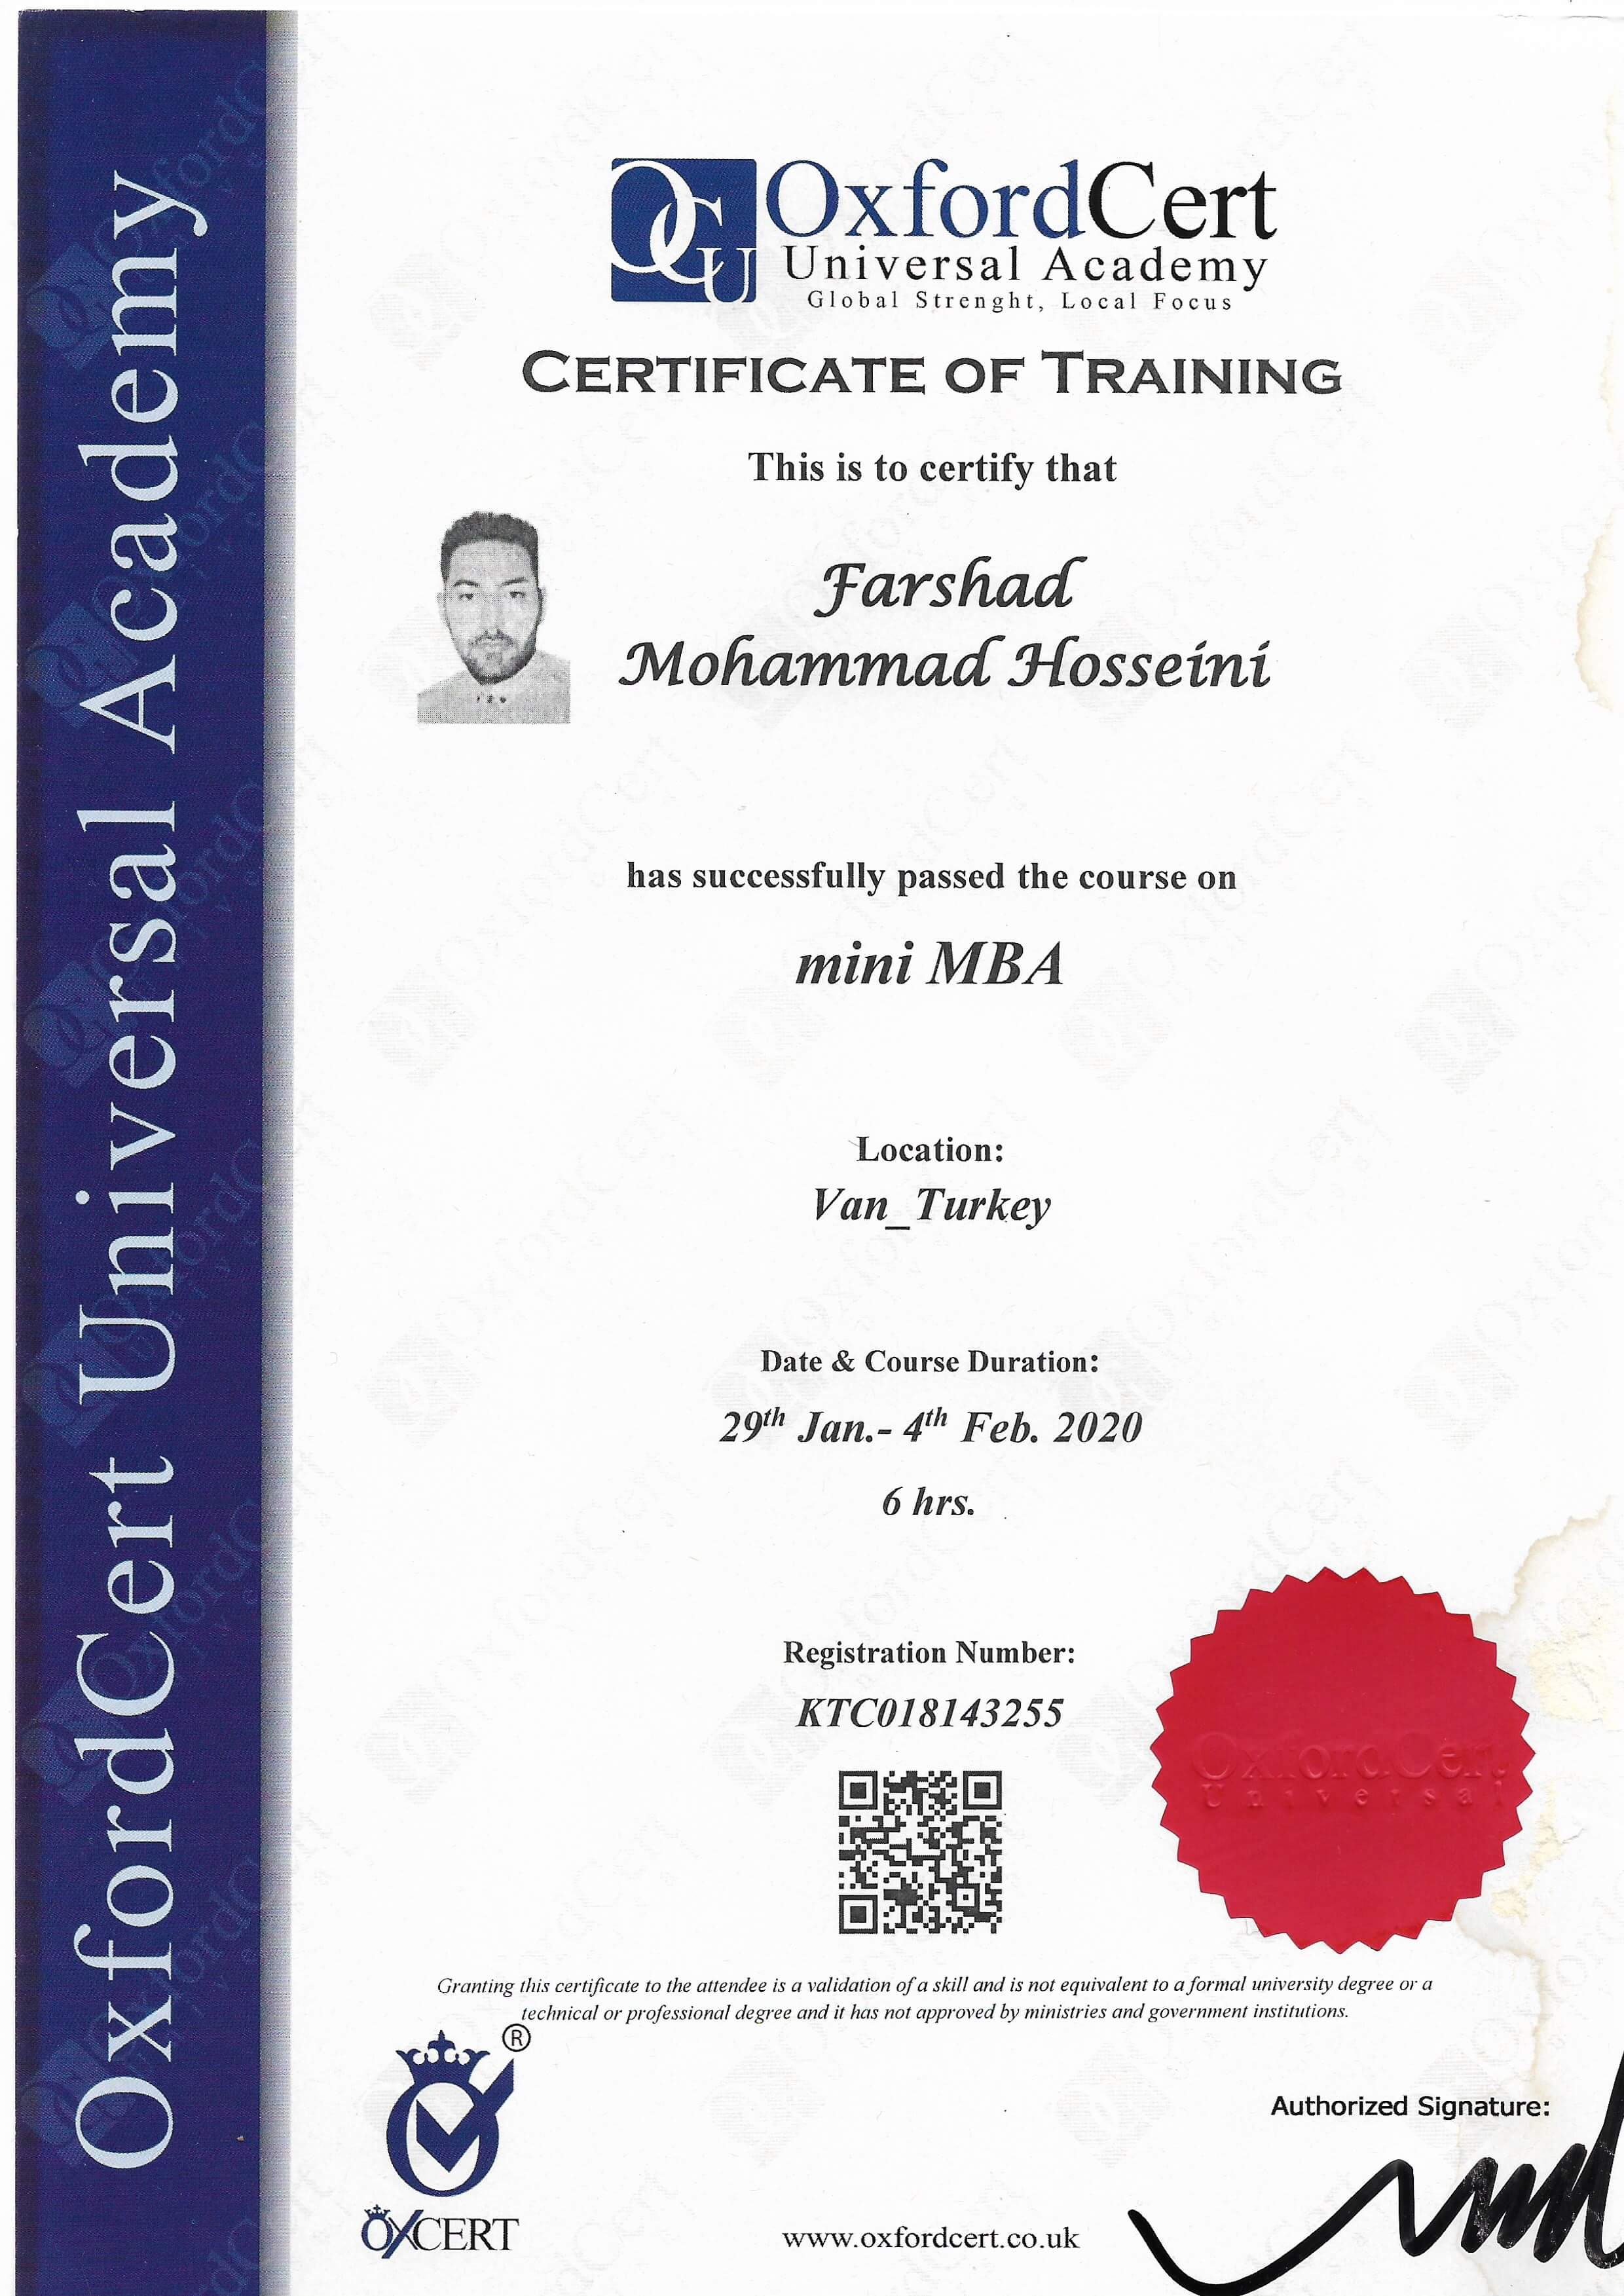 OxfordCert Universal Academy
OCU
OxfordCert
Universal Academy
Global Strenght, Local Focus
CERTIFICATE OF TRAINING
This is to certify that
Farshad
Mohammad Hosseini
has successfully passed the course on
mini MBA
Location:
Van_Turkey
Date & Course Duration:
29th Jan.- 4th Feb. 2020
6 hrs.
Registration Number:
KTC018143255
OxfordCert
Universal
Granting this certificate to the attendee is a validation of a skill and is not equivalent to a formal university degree or a
technical or professional degree and it has not approved by ministries and government institutions.
®
OXCERT
www.oxfordcert.co.uk
Authorized Signature: